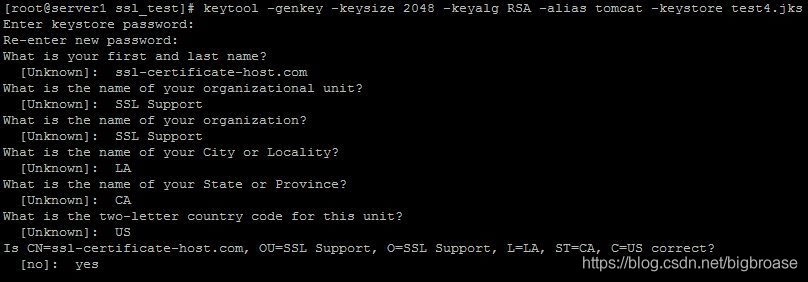 [root@server1 ssl_test]# keytool -genkey -keysize 2048 -keyalg RSA -alias tomcat -keystore test4.jks
Enter keystore password:
Re-enter new password:
What is your first and last name?
  [Unknown]:  ssl-certificate-host.com
What is the name of your organizational unit?
  [Unknown]:  SSL Support
What is the name of your organization?
  [Unknown]:  SSL Support
What is the name of your City or Locality?
  [Unknown]:  LA
What is the name of your State or Province?
  [Unknown]:  CA
What is the two-letter country code for this unit?
  [Unknown]:  US
Is CN=ssl-certificate-host.com, OU=SSL Support, O=SSL Support, L=LA, ST=CA, C=US correct?
  [no]:  yes
https://blog.csdn.net/bigbroase